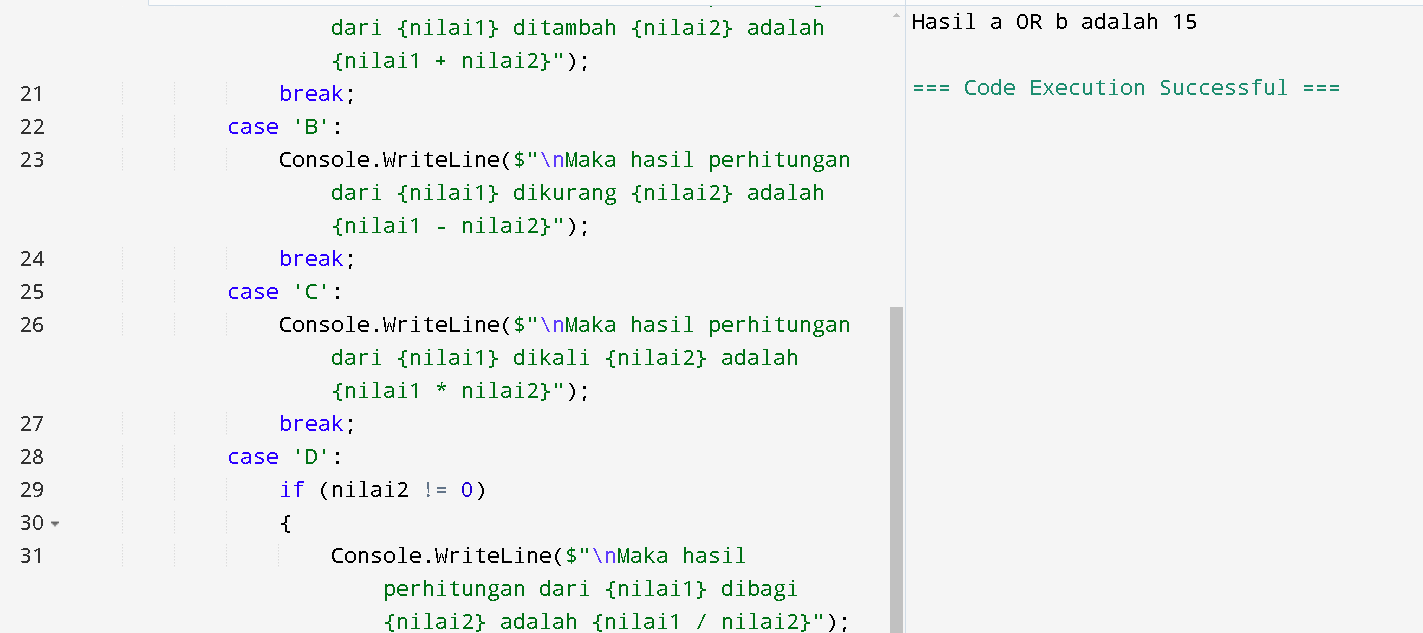 dari {nilai1} ditambah {nilai2} adalah
{nilai1 + nilai2}");
21 break;
22 case 'B':
23 Console.WriteLine($"\nMaka hasil perhitungan
dari {nilai1} dikurang {nilai2} adalah
{nilai1 - nilai2}");
24 break;
25 case 'C':
26 Console.WriteLine($"\nMaka hasil perhitungan
dari {nilai1} dikali {nilai2} adalah
{nilai1 * nilai2}");
27 break;
28 case 'D':
29 if (nilai2 != 0)
30 {
31 Console.WriteLine($"\nMaka hasil
perhitungan dari {nilai1} dibagi
{nilai2} adalah {nilai1 / nilai2}");
Hasil a OR b adalah 15
=== Code Execution Successful ===